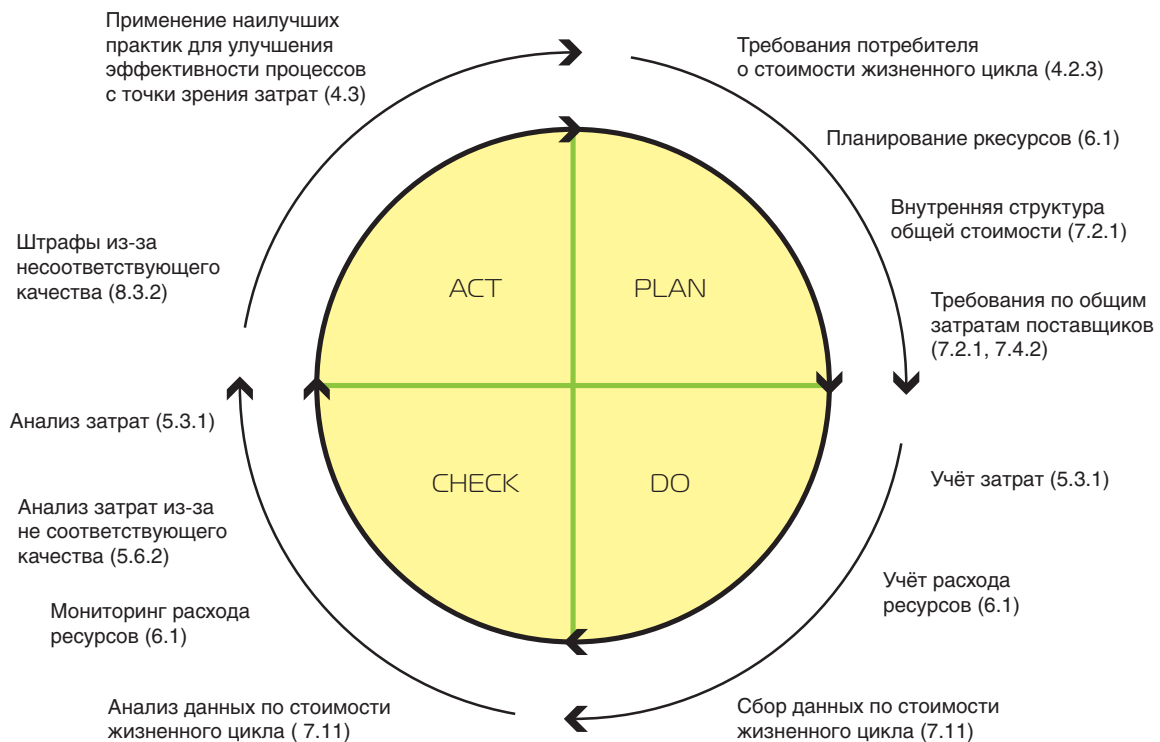 Применение наилучших
практик для улучшения
эффективности процессов
с точки зрения затрат (4.3)
Требования потребителя
о стоимости жизненного цикла (4.2.3)
Планирование ркесурсов (6.1)
Внутренняя структура
общей стоимости (7.2.1)
Требования по общим
затратам поставщиков
(7.2.1, 7.4.2)
Штрафы из-за
несоответствующего
качества (8.3.2)
ACT
PLAN
Анализ затрат (5.3.1)
CHECK
DO
Учёт затрат (5.3.1)
Анализ затрат из-за
не соответствующего
качества (5.6.2)
Учёт расхода
ресурсов (6.1)
Мониторинг расхода
ресурсов (6.1)
Анализ данных по стоимости
жизненного цикла ( 7.11)
Сбор данных по стоимости
жизненного цикла (7.11)